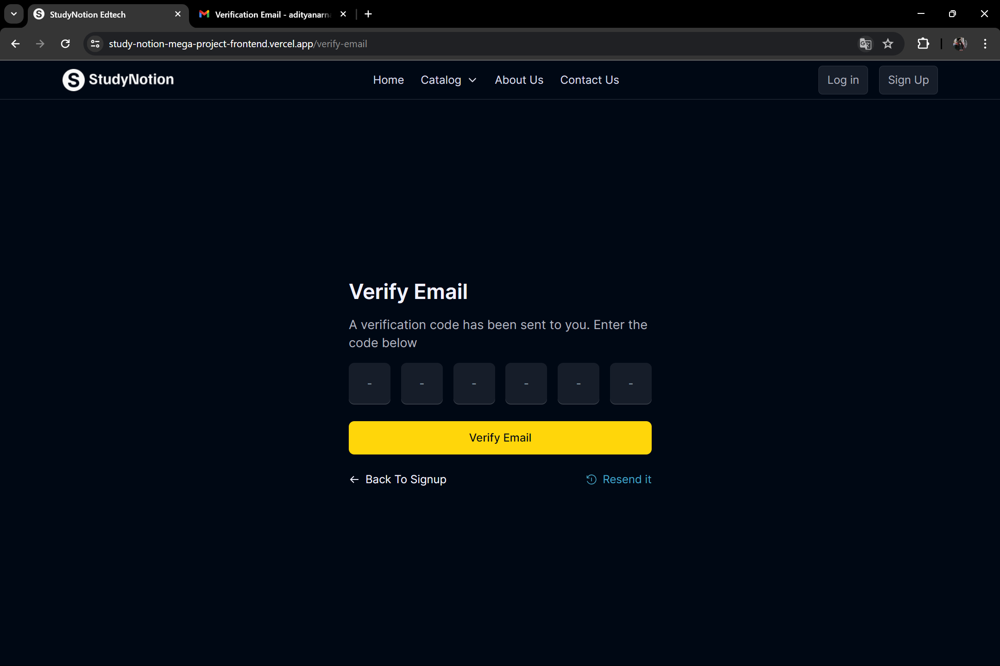 StudyNotion Edtech
Verification Email - adityanarna
study-notion-mega-project-frontend.vercel.app/verify-email
StudyNotion
Home
Catalog
About Us
Contact Us
Log in
Sign Up
Verify Email
A verification code has been sent to you. Enter the
code below
- - - - - -
Verify Email
Back To Signup
Resend it